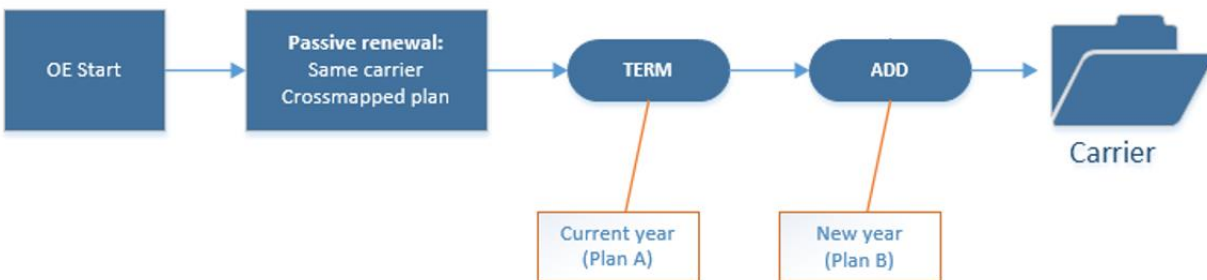 OE Start
Passive renewal:
Same carrier
Crossmapped plan
TERM
ADD
Carrier
Current year
(Plan A)
New year
(Plan B)